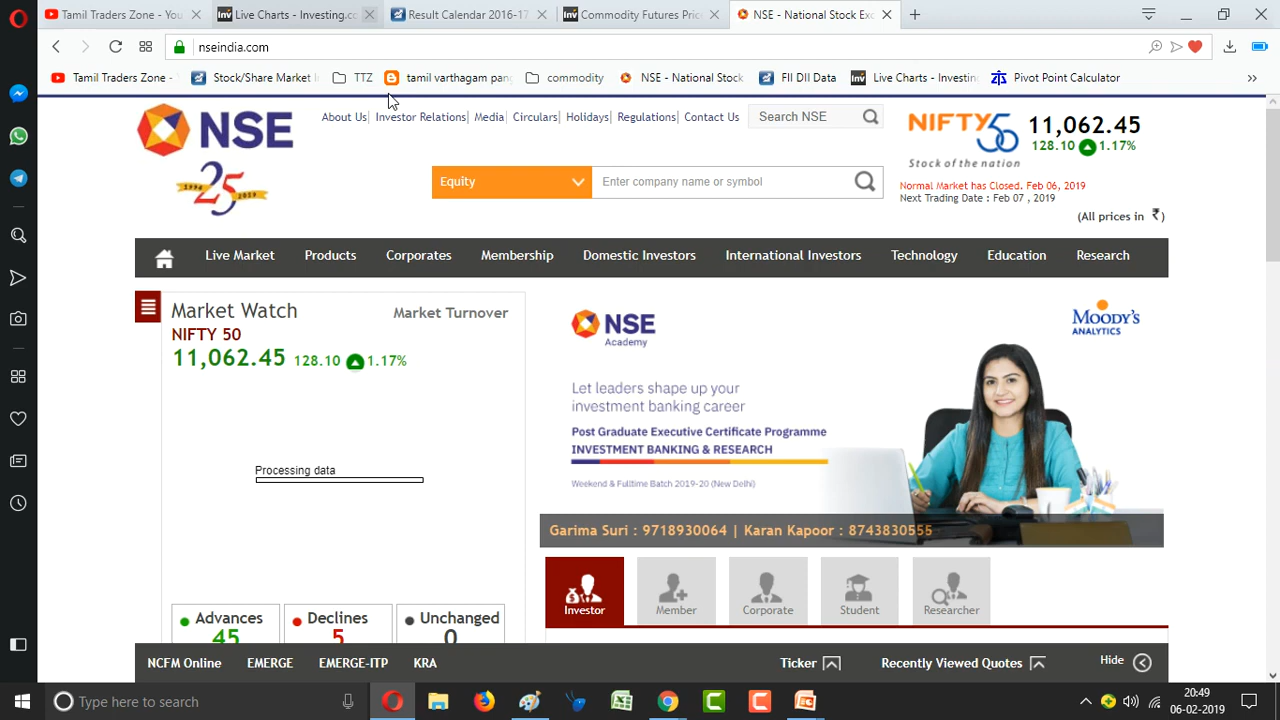 Tamil Traders Zone - You
Live Charts - Investing.co
Result Calendar 2016-17
Commodity Futures Price
NSE - National Stock Exc
nseindia.com
Tamil Traders Zone -
Stock/Share Market In
TTZ
tamil varthagam pan
commodity
NSE - National Stock
FII DII Data
Live Charts - Investin
Pivot Point Calculator
NSE
1994 25 2019
About Us| Investor Relations| Media| Circulars| Holidays| Regulations| Contact Us
Search NSE
Equity
Enter company name or symbol
NIFTY 50
Stock of the nation
11,062.45
128.10 1.17%
Normal Market has Closed. Feb 06, 2019
Next Trading Date : Feb 07 , 2019
(All prices in ₹)
Live Market Products Corporates Membership Domestic Investors International Investors Technology Education Research
Market Watch
Market Turnover
NIFTY 50
11,062.45 128.10 1.17%
Processing data
Advances
45
Declines
5
Unchanged
0
NSE
Academy
MOODY'S
ANALYTICS
Let leaders shape up your
investment banking career
Post Graduate Executive Certificate Programme
INVESTMENT BANKING & RESEARCH
Weekend & Fulltime Batch 2019-20 (New Delhi)
Garima Suri : 9718930064 | Karan Kapoor : 8743830555
Investor
Member
Corporate
Student
Researcher
NCFM Online EMERGE EMERGE-ITP KRA
Ticker
Recently Viewed Quotes
Hide
Type here to search
20:49
06-02-2019